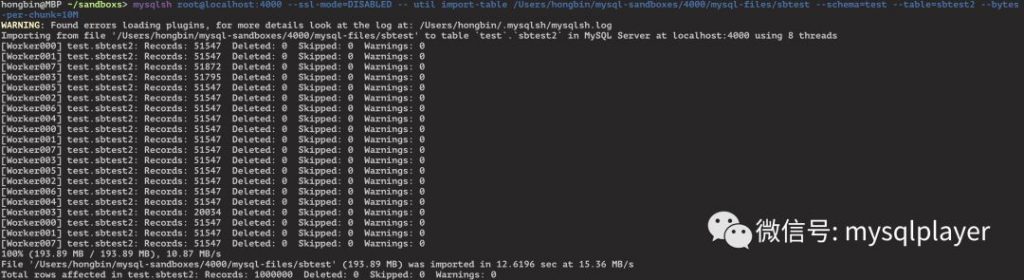 hongbin@MBP ~/sandboxs> mysqlsh root@localhost:4000 --ssl-mode=DISABLED -- util import-table /Users/hongbin/mysql-sandboxes/4000/mysql-files/sbtest --schema=test --table=sbtest2 --bytes
-per-chunk=10M
WARNING: Found errors loading plugins, for more details look at the log at: /Users/hongbin/.mysqlsh/mysqlsh.log
Importing from file '/Users/hongbin/mysql-sandboxes/4000/mysql-files/sbtest' to table `test`.`sbtest2` in MySQL Server at localhost:4000 using 8 threads
[Worker000] test.sbtest2: Records: 51547 Deleted: 0 Skipped: 0 Warnings: 0
[Worker001] test.sbtest2: Records: 51547 Deleted: 0 Skipped: 0 Warnings: 0
[Worker007] test.sbtest2: Records: 51872 Deleted: 0 Skipped: 0 Warnings: 0
[Worker003] test.sbtest2: Records: 51795 Deleted: 0 Skipped: 0 Warnings: 0
[Worker005] test.sbtest2: Records: 51547 Deleted: 0 Skipped: 0 Warnings: 0
[Worker002] test.sbtest2: Records: 51547 Deleted: 0 Skipped: 0 Warnings: 0
[Worker006] test.sbtest2: Records: 51547 Deleted: 0 Skipped: 0 Warnings: 0
[Worker004] test.sbtest2: Records: 51547 Deleted: 0 Skipped: 0 Warnings: 0
[Worker000] test.sbtest2: Records: 51547 Deleted: 0 Skipped: 0 Warnings: 0
[Worker001] test.sbtest2: Records: 51547 Deleted: 0 Skipped: 0 Warnings: 0
[Worker007] test.sbtest2: Records: 51547 Deleted: 0 Skipped: 0 Warnings: 0
[Worker003] test.sbtest2: Records: 51547 Deleted: 0 Skipped: 0 Warnings: 0
[Worker005] test.sbtest2: Records: 51547 Deleted: 0 Skipped: 0 Warnings: 0
[Worker002] test.sbtest2: Records: 51547 Deleted: 0 Skipped: 0 Warnings: 0
[Worker006] test.sbtest2: Records: 51547 Deleted: 0 Skipped: 0 Warnings: 0
[Worker004] test.sbtest2: Records: 51547 Deleted: 0 Skipped: 0 Warnings: 0
[Worker003] test.sbtest2: Records: 20034 Deleted: 0 Skipped: 0 Warnings: 0
[Worker000] test.sbtest2: Records: 51547 Deleted: 0 Skipped: 0 Warnings: 0
[Worker001] test.sbtest2: Records: 51547 Deleted: 0 Skipped: 0 Warnings: 0
[Worker007] test.sbtest2: Records: 51547 Deleted: 0 Skipped: 0 Warnings: 0
100% (193.89 MB / 193.89 MB), 10.87 MB/s
File '/Users/hongbin/mysql-sandboxes/4000/mysql-files/sbtest' (193.89 MB) was imported in 12.6196 sec at 15.36 MB/s
Total rows affected in test.sbtest2: Records: 1000000 Deleted: 0 Skipped: 0 Warnings: 0
微信号: mysqlplayer